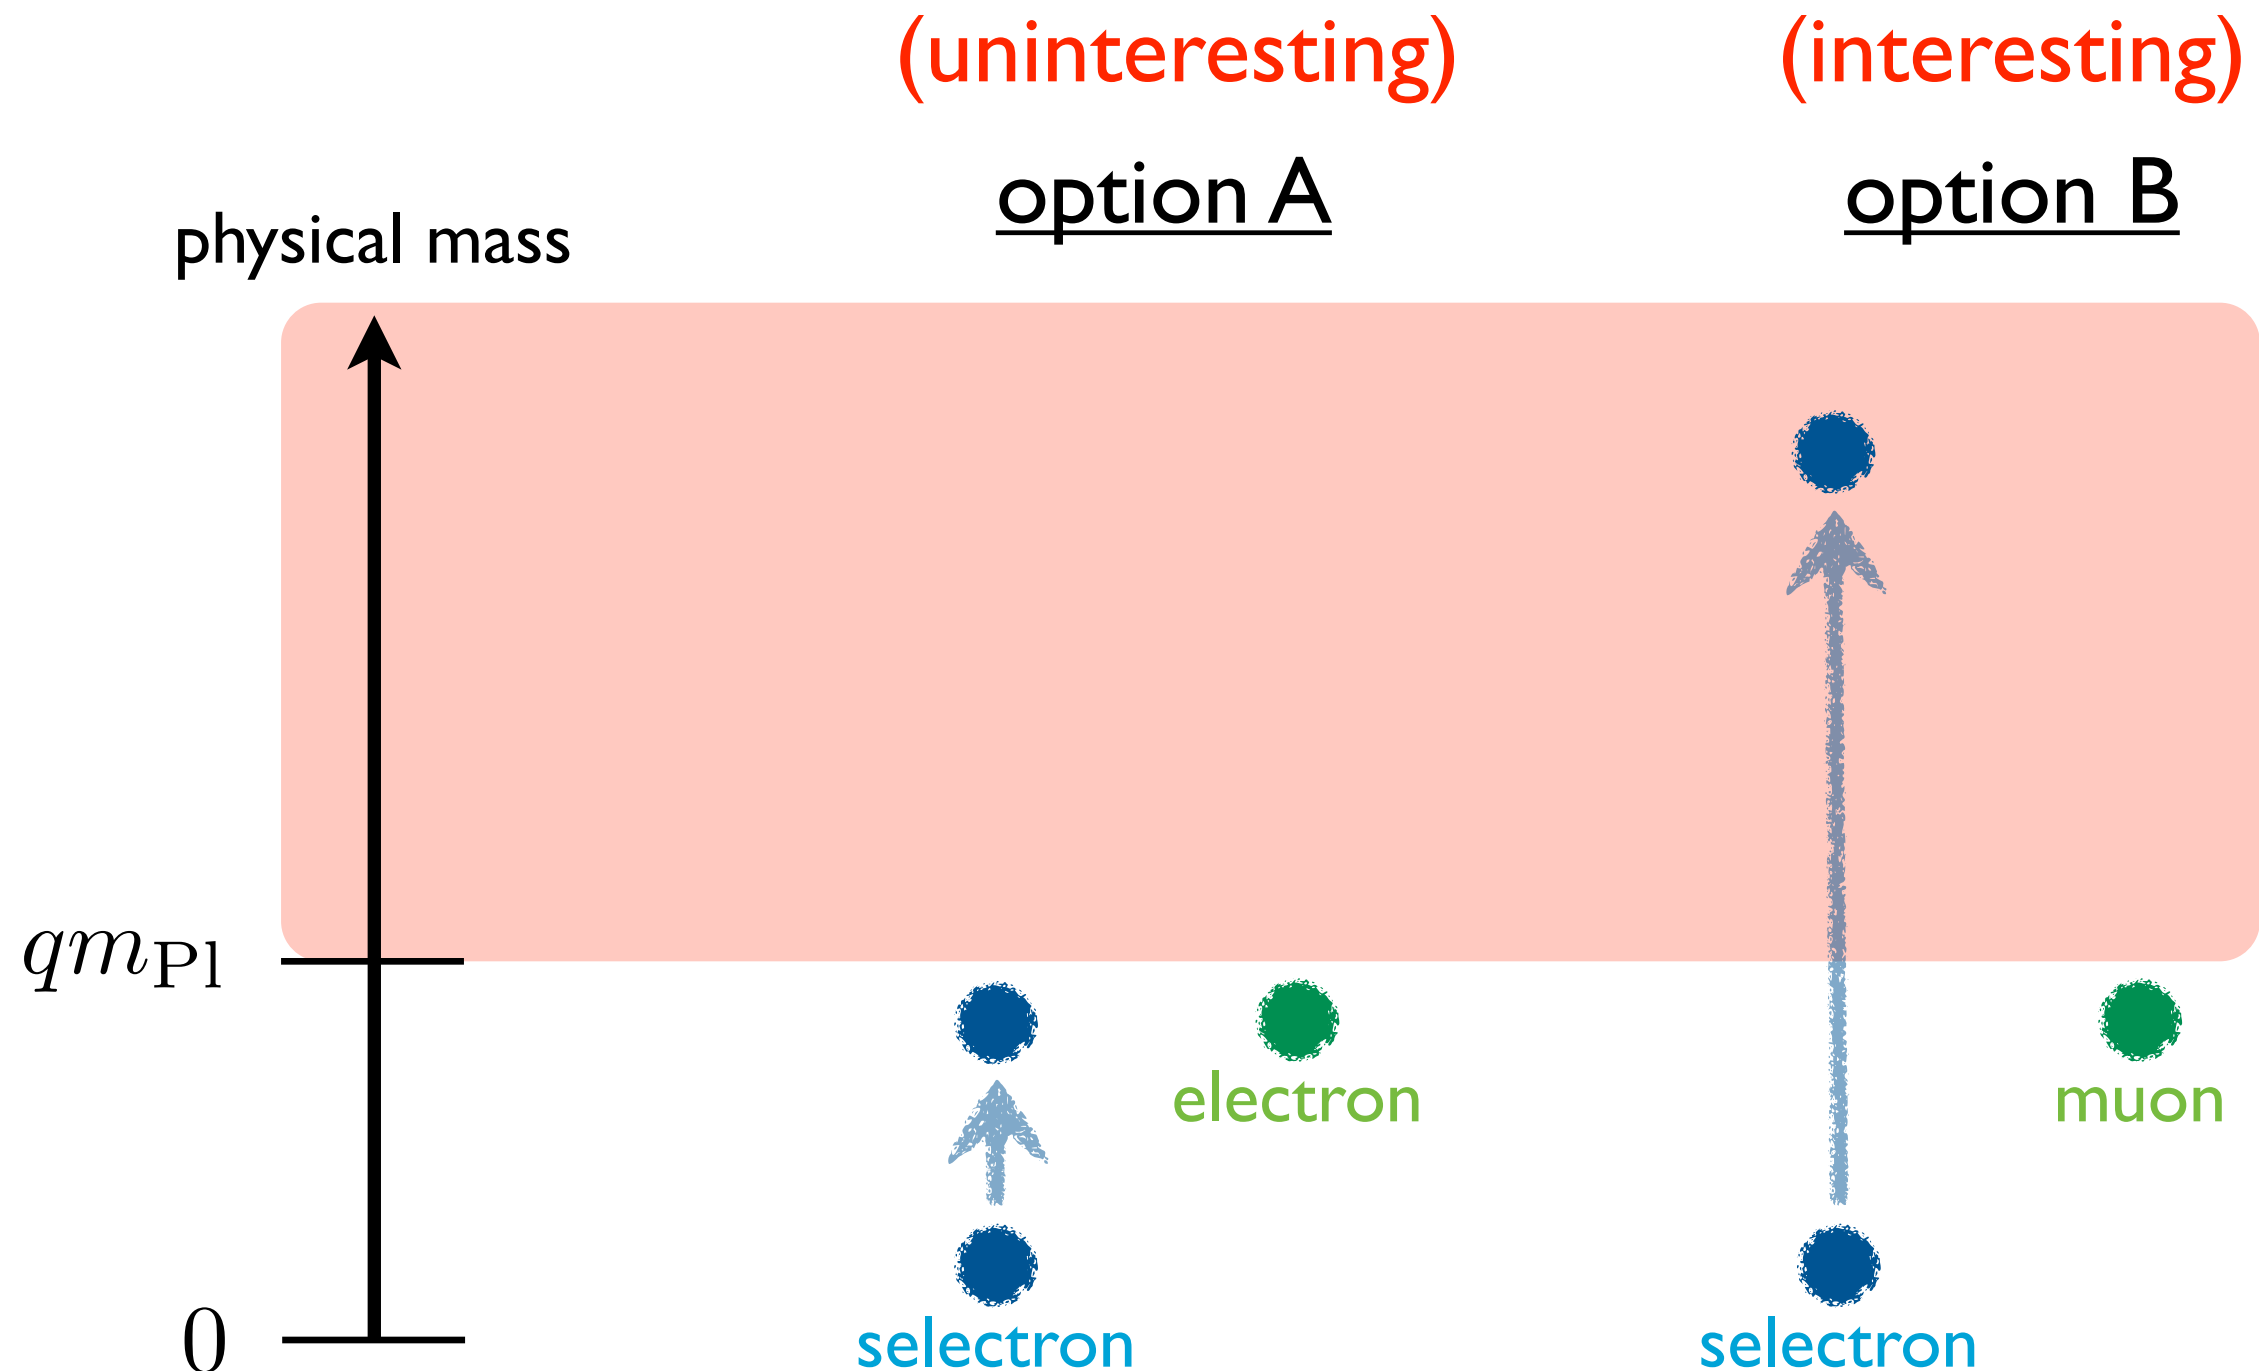 (uninteresting) (interesting)
option A option B
physical mass
qm_Pl
electron muon
0
selectron selectron